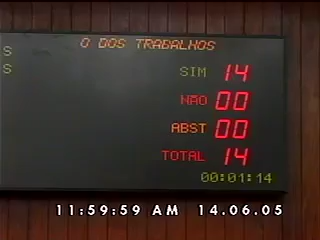 O DOS TRABALHOS
S
SIM 14
S
NÃO 00
ABST 00
TOTAL 14
00:01:14
11:59:59 AM 14.06.05